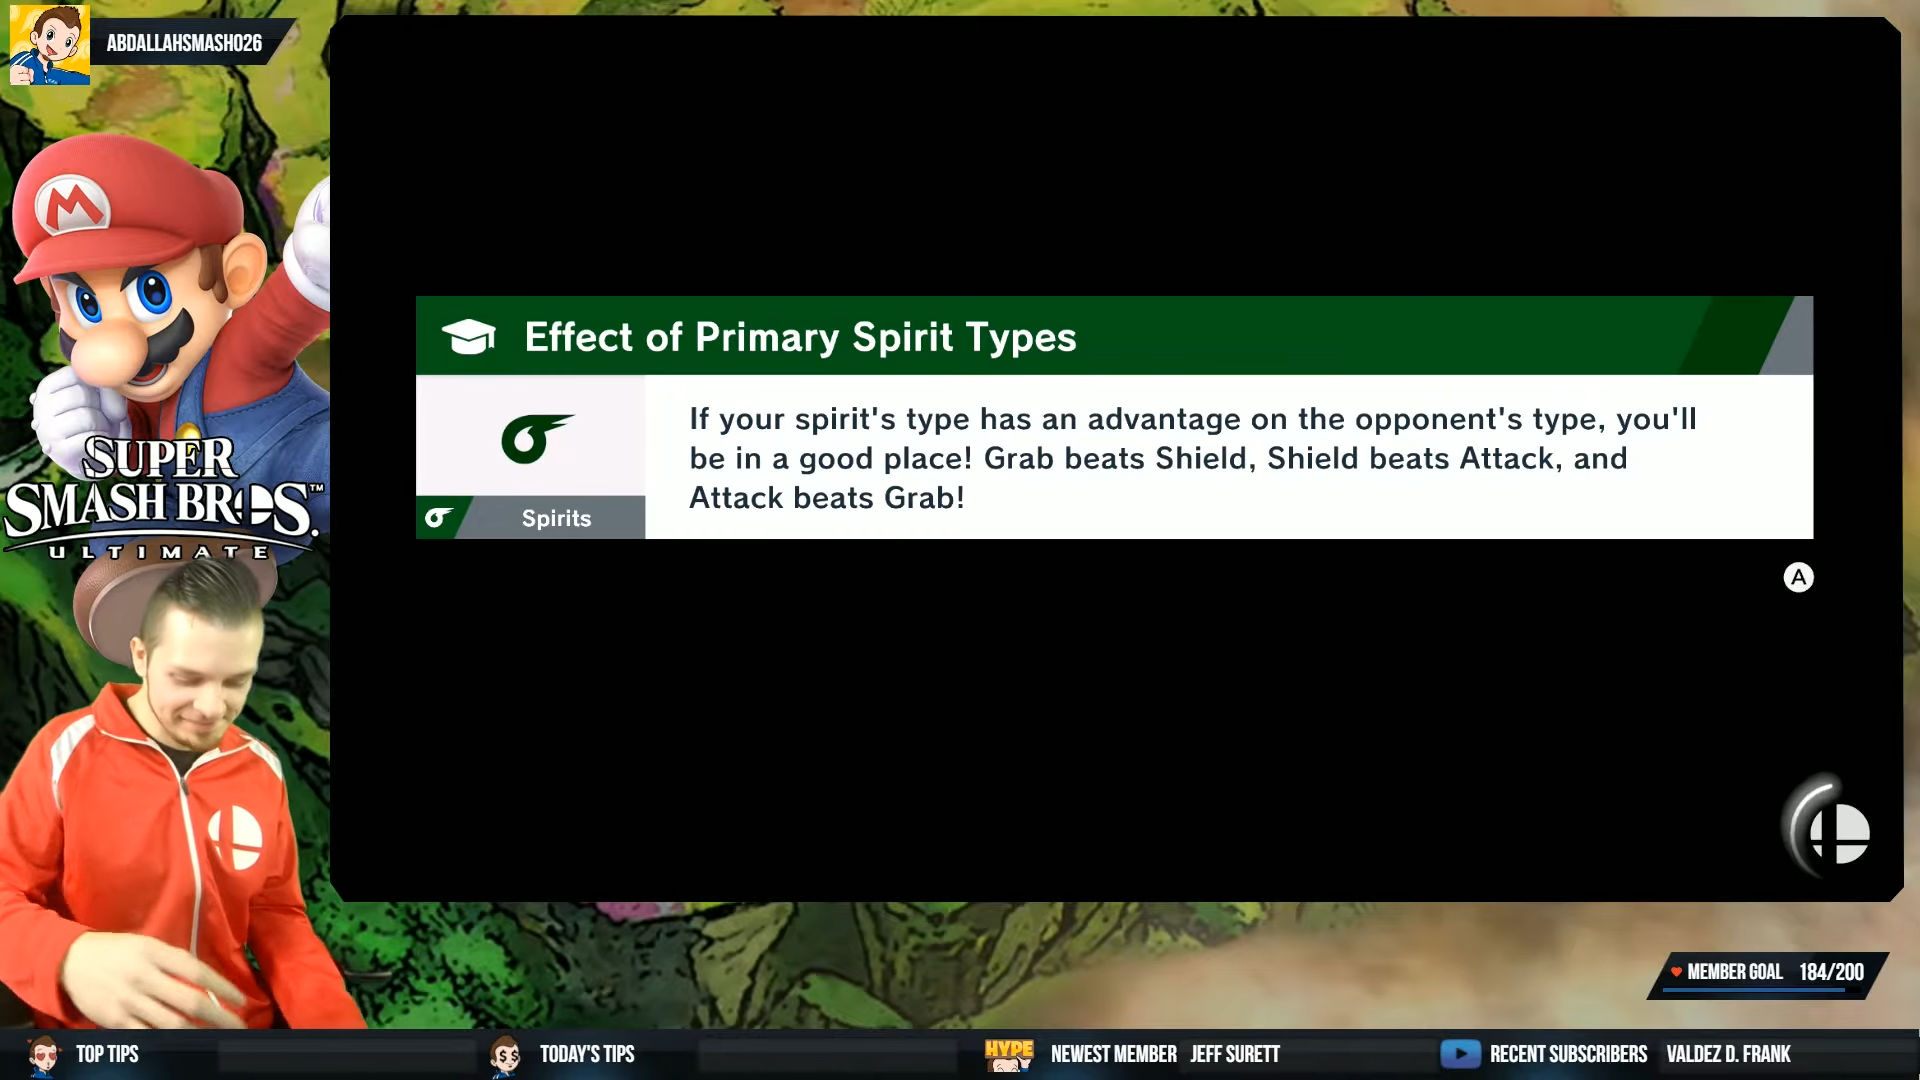 ABDALLAHSMASH026
M
SUPER
SMASH BROS.™
ULTIMATE
Effect of Primary Spirit Types
If your spirit's type has an advantage on the opponent's type, you'll
be in a good place! Grab beats Shield, Shield beats Attack, and
Attack beats Grab!
Spirits
A
MEMBER GOAL 184/200
TOP TIPS
TODAY'S TIPS
HYPE
NEWEST MEMBER JEFF SURETT
RECENT SUBSCRIBERS VALDEZ D. FRANK